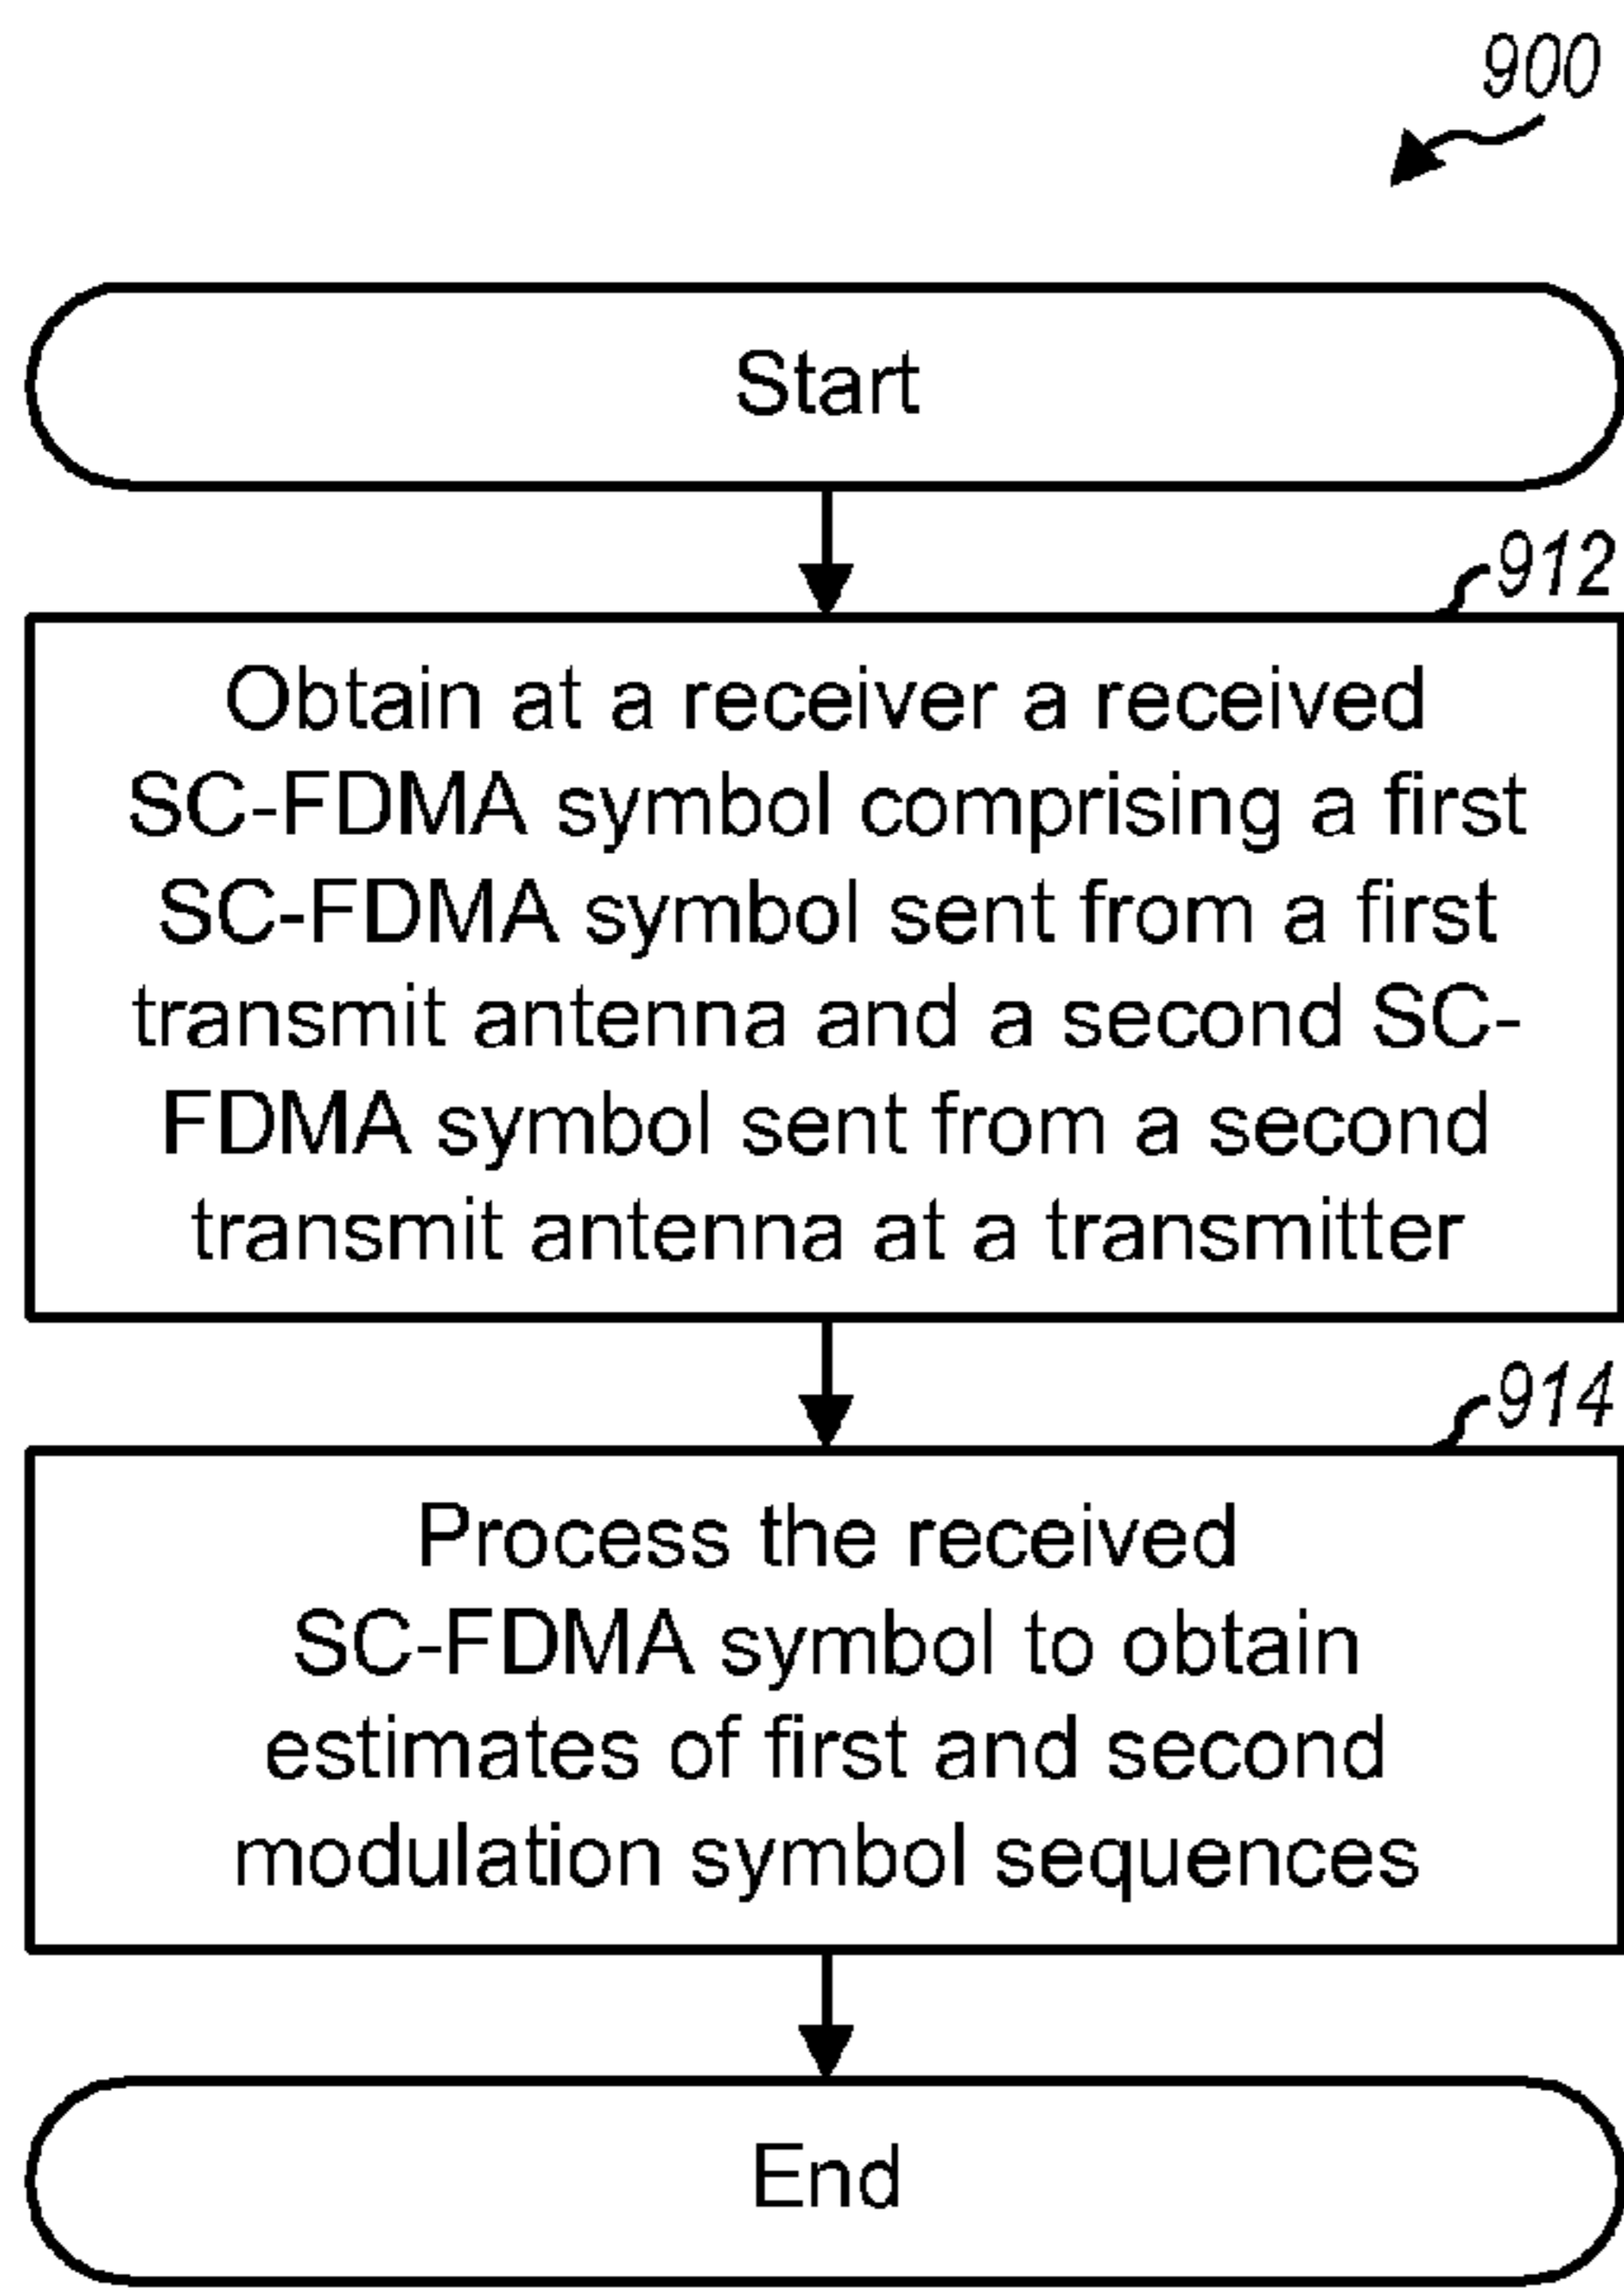 900
Start
912
Obtain at a receiver a received
SC-FDMA symbol comprising a first
SC-FDMA symbol sent from a first
transmit antenna and a second SC-
FDMA symbol sent from a second
transmit antenna at a transmitter
914
Process the received
SC-FDMA symbol to obtain
estimates of first and second
modulation symbol sequences
End